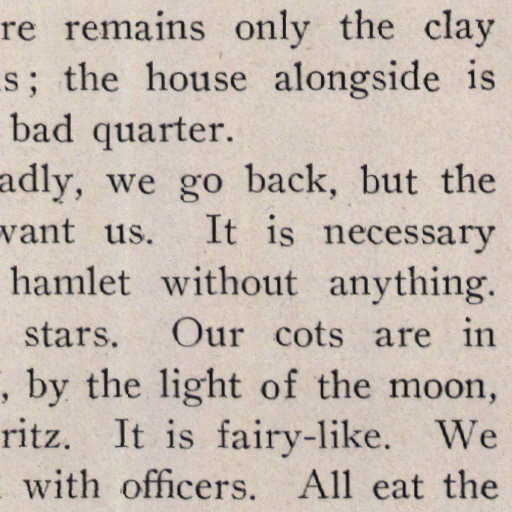 re remains only the clay
s; the house alongside is
bad quarter.
adly, we go back, but the
want us. It is necessary
hamlet without anything.
stars. Our cots are in
, by the light of the moon,
ritz. It is fairy-like. We
with officers. All eat the